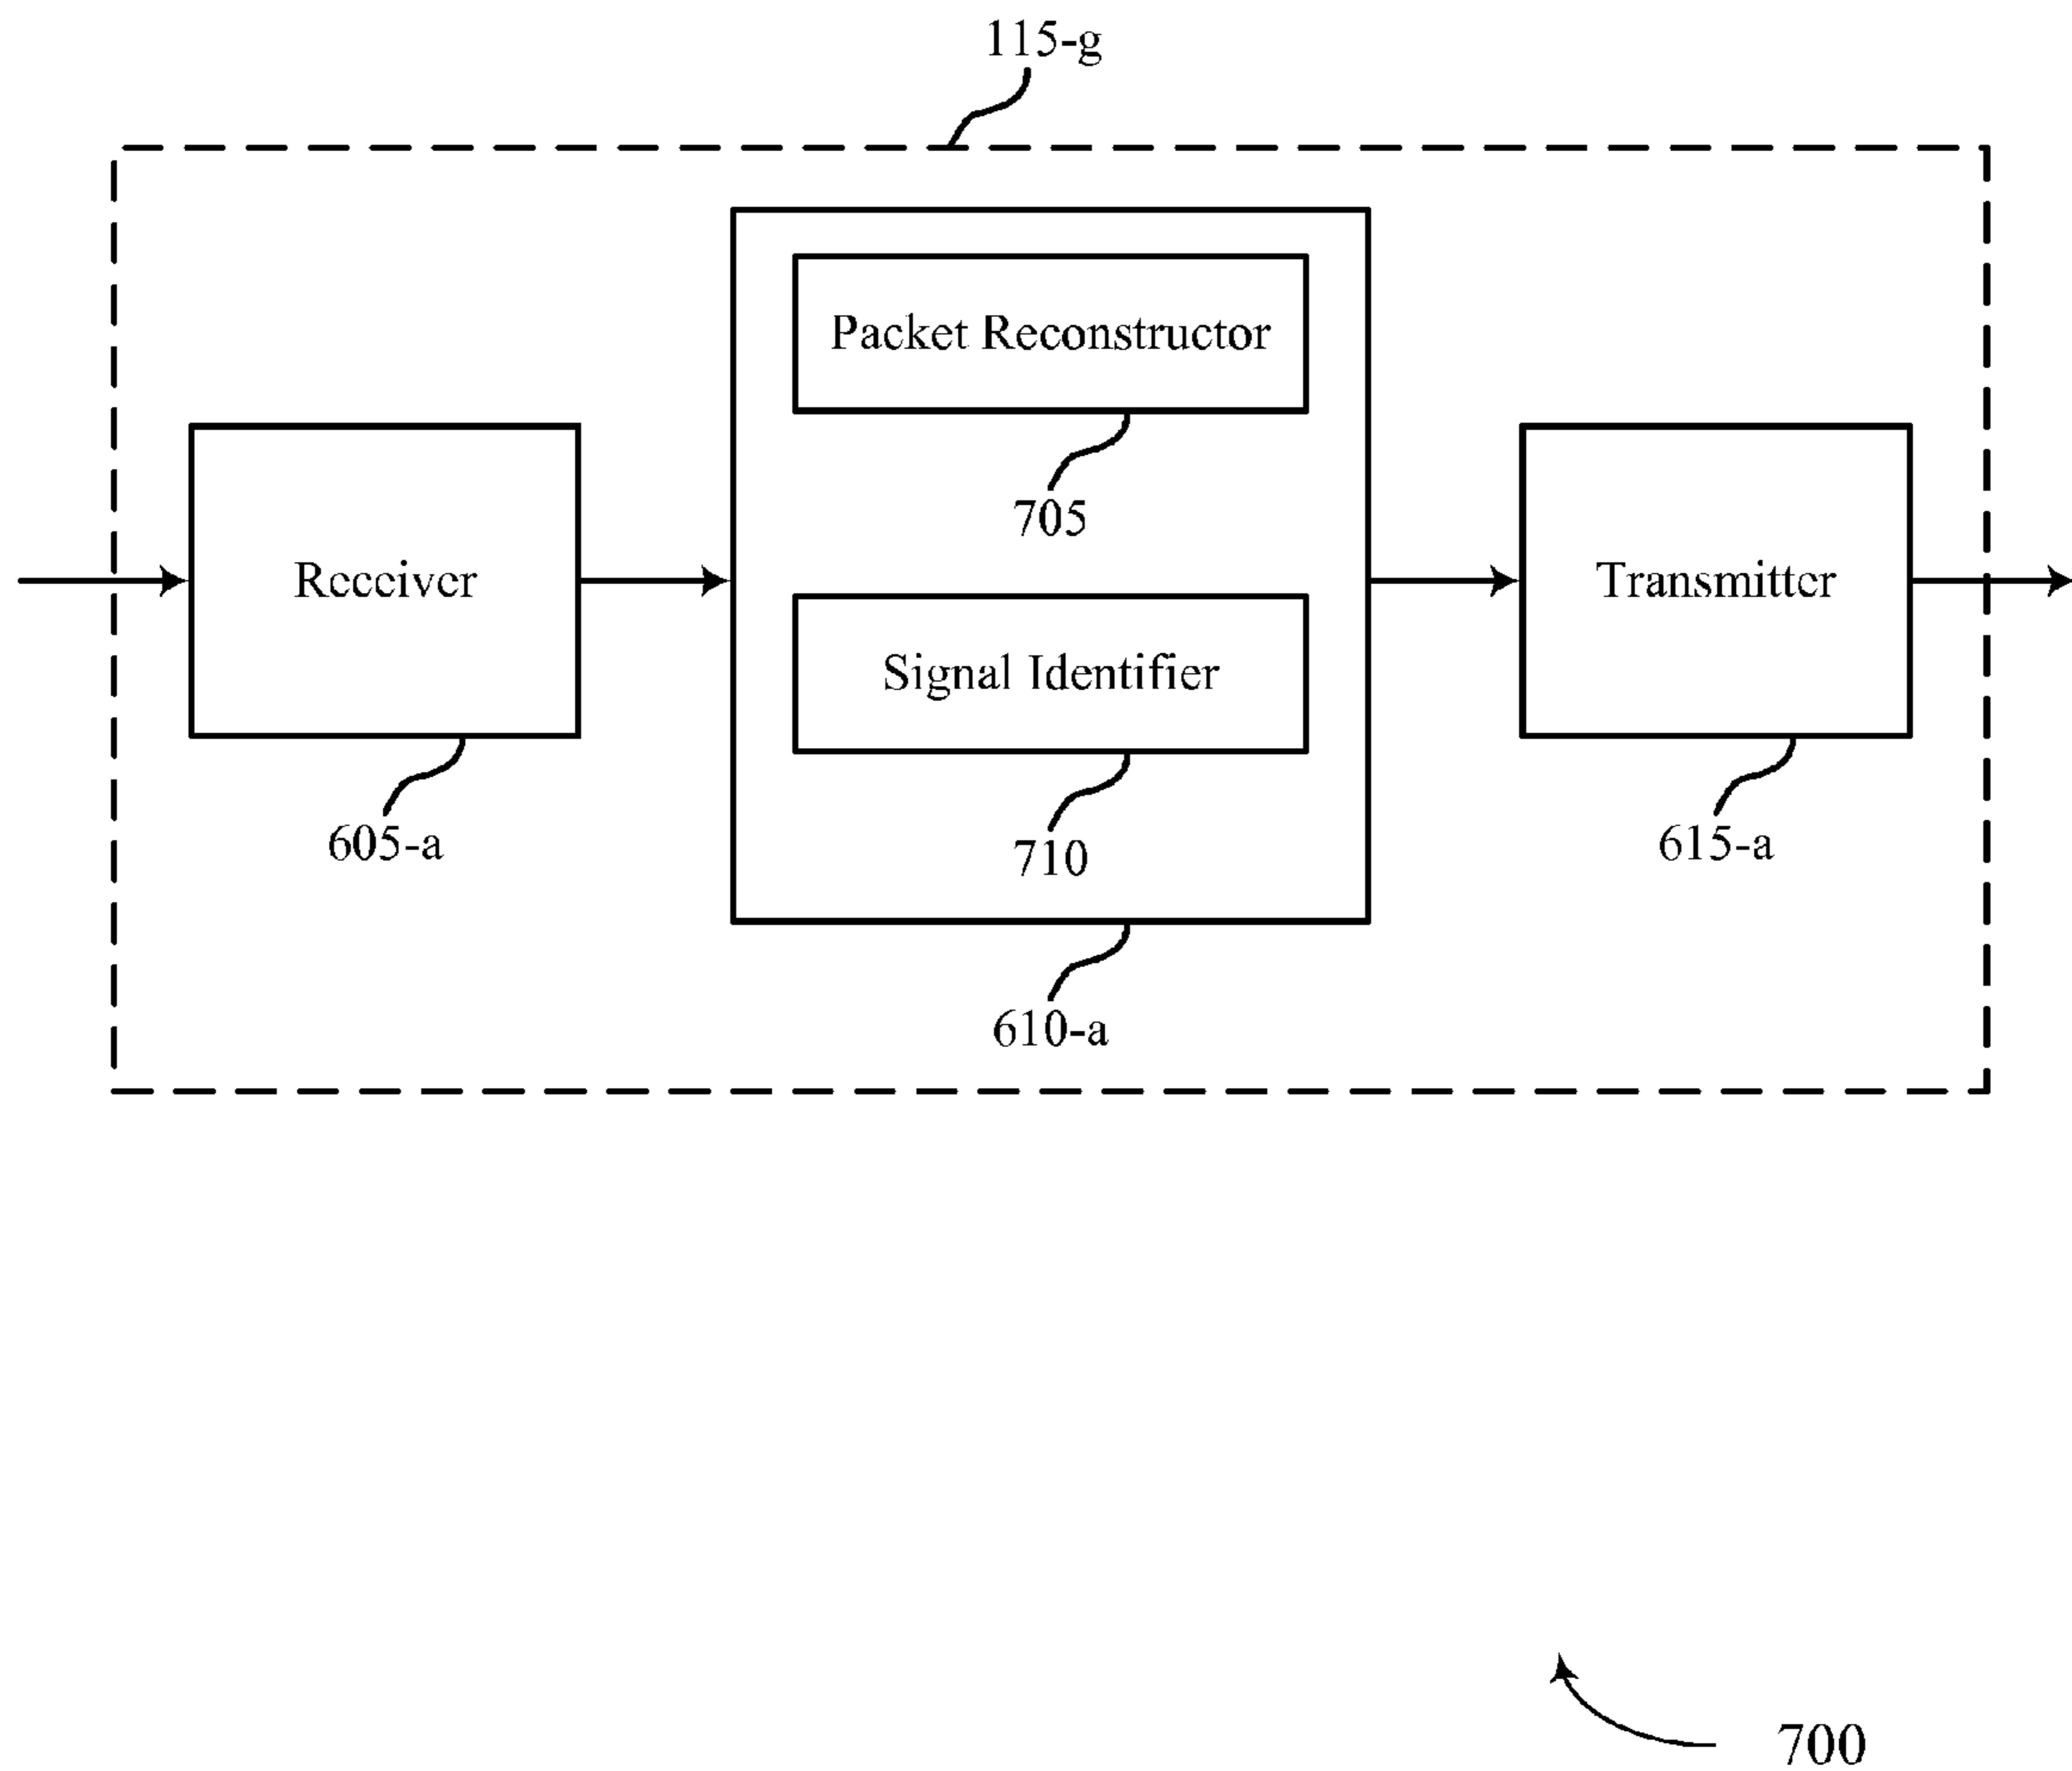 115-g
Packet Reconstructor
705
Receiver
Transmitter
Signal Identifier
605-a
710
615-a
610-a
700